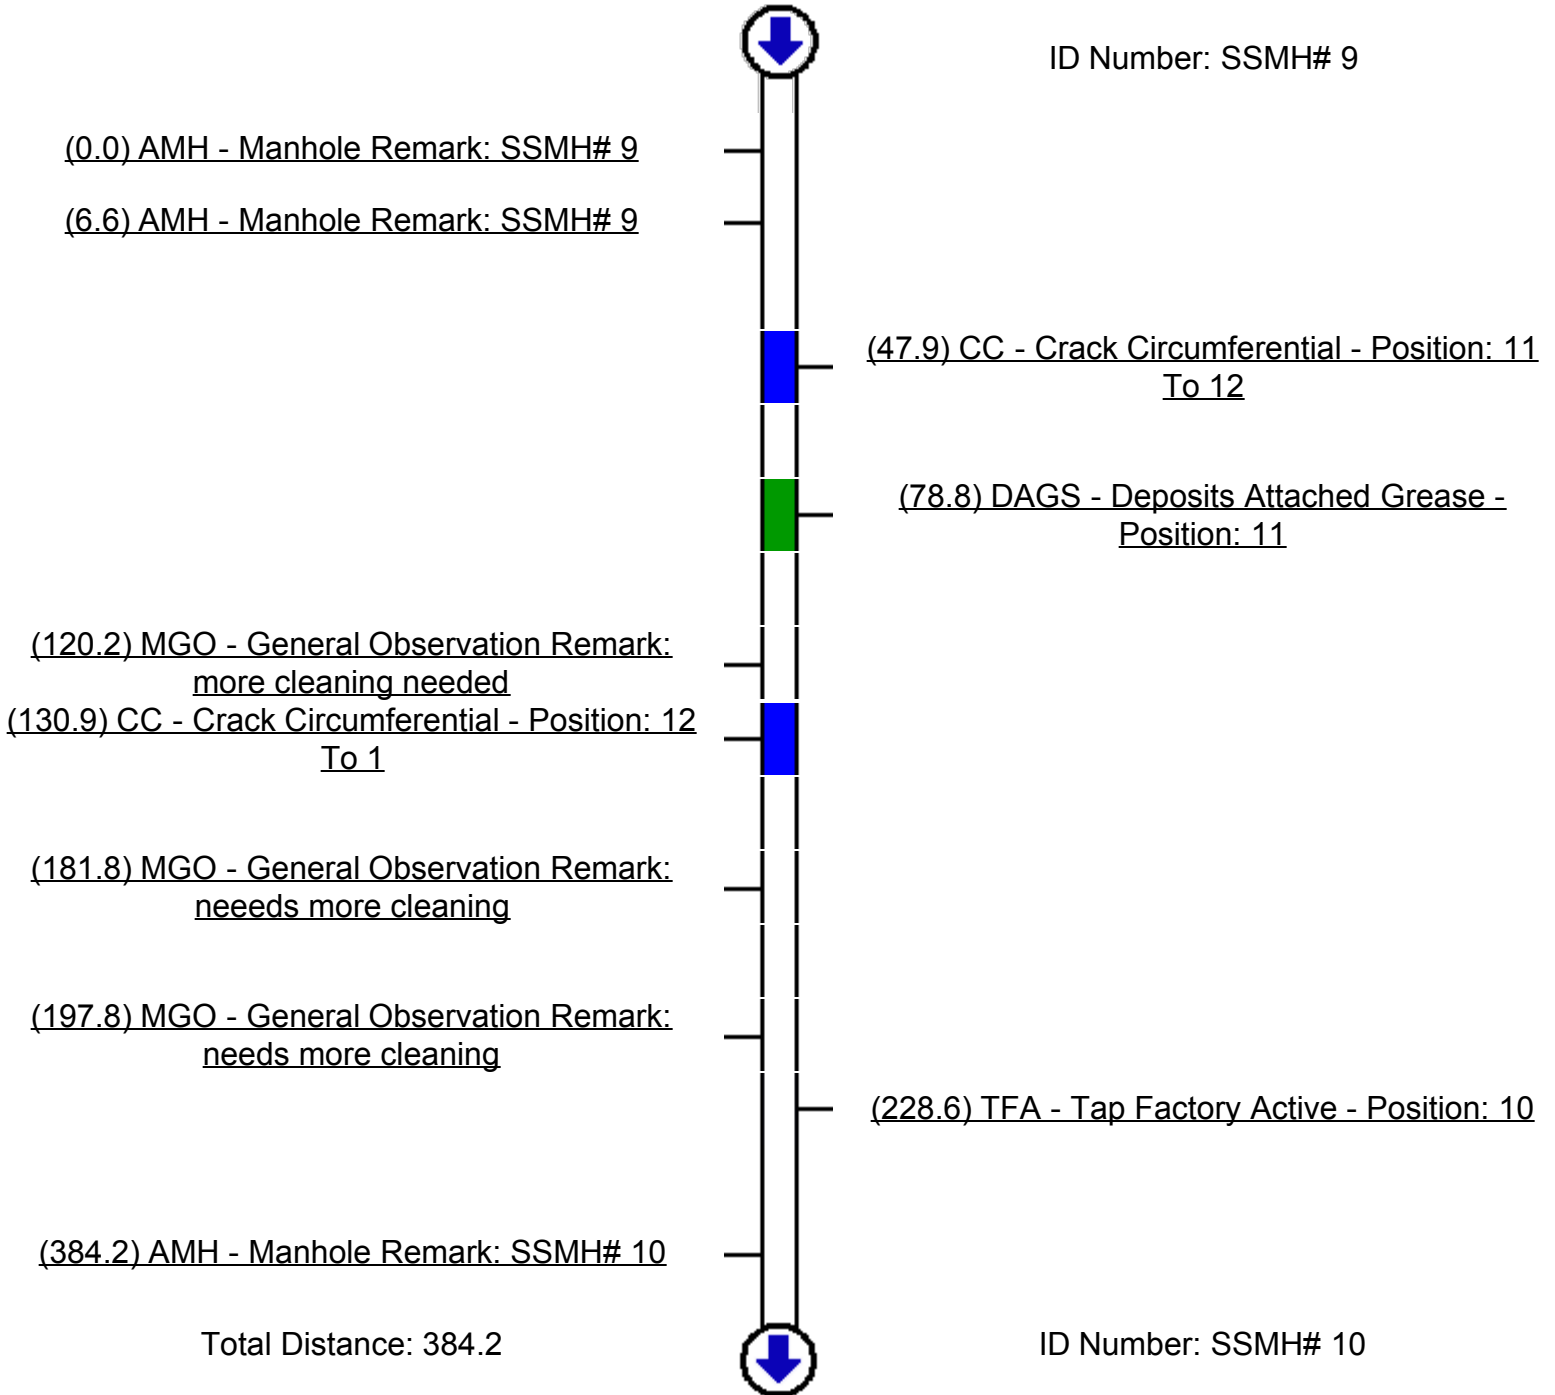 ID Number: SSMH# 9
(0.0) AMH - Manhole Remark: SSMH# 9
(6.6) AMH - Manhole Remark: SSMH# 9
(47.9) CC - Crack Circumferential - Position: 11
To 12
(78.8) DAGS - Deposits Attached Grease -
Position: 11
(120.2) MGO - General Observation Remark:
more cleaning needed
(130.9) CC - Crack Circumferential - Position: 12
To 1
(181.8) MGO - General Observation Remark:
neeeds more cleaning
(197.8) MGO - General Observation Remark:
needs more cleaning
(228.6) TFA - Tap Factory Active - Position: 10
(384.2) AMH - Manhole Remark: SSMH# 10
Total Distance: 384.2
ID Number: SSMH# 10